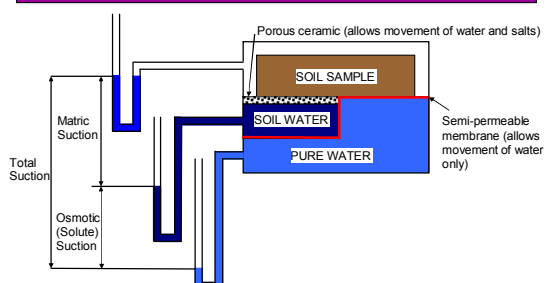 Porous ceramic (allows movement of water and salts)
SOIL SAMPLE
SOIL WATER
PURE WATER
Semi-permeable
membrane (allows
movement of water
only)
Matric
Suction
Total
Suction
Osmotic
(Solute)
Suction